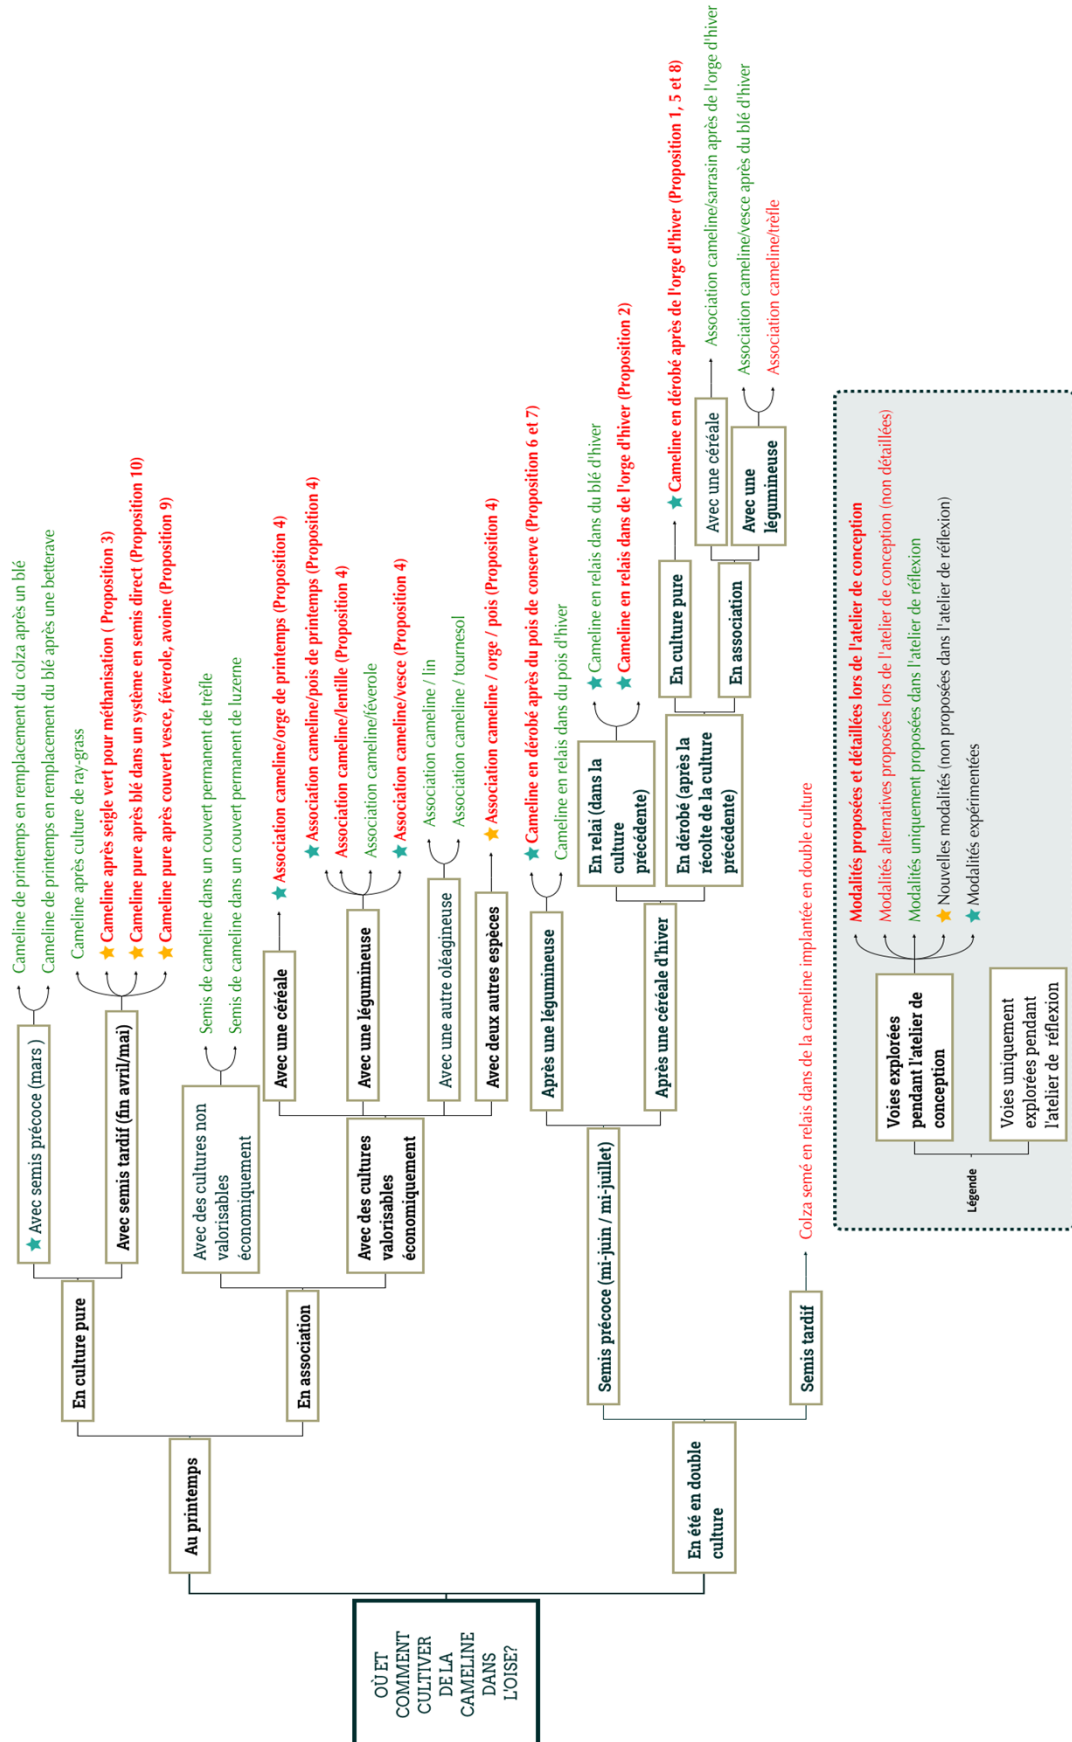 OÙ ET
COMMENT
CULTIVER
DE LA
CAMELINE
DANS
L'OISE?
Au printemps
En culture pure
Avec semis précoce (mars )
Cameline de printemps en remplacement du colza après un blé
Cameline de printemps en remplacement du blé après une betterave
Avec semis tardif (fin avril/mai)
Cameline après culture de ray-grass
Cameline après seigle vert pour méthanisation ( Proposition 3)
Cameline pure après blé dans un système en semis direct (Proposition 10)
Cameline pure après couvert vesce, féverole, avoine (Proposition 9)
En association
Avec des cultures non
valorisables
économiquement
Semis de cameline dans un couvert permanent de trèfle
Semis de cameline dans un couvert permanent de luzerne
Avec des cultures
valorisables
économiquement
Avec une céréale
Association cameline/orge de printemps (Proposition 4)
Avec une légumineuse
Association cameline/pois de printemps (Proposition 4)
Association cameline/lentille (Proposition 4)
Association cameline/féverole
Association cameline/vesce (Proposition 4)
Avec une autre oléagineuse
Association cameline / lin
Association cameline / tournesol
Avec deux autres espèces
Association cameline / orge / pois (Proposition 4)
En été en double
culture
Semis précoce (mi-juin / mi-juillet)
Après une légumineuse
Cameline en dérobé après du pois de conserve (Proposition 6 et 7)
Cameline en relais dans du pois d'hiver
Après une céréale d'hiver
En relai (dans la
culture
précédente)
Cameline en relais dans du blé d'hiver
Cameline en relais dans de l'orge d'hiver (Proposition 2)
En dérobé (après la
récolte de la culture
précédente)
En culture pure
Cameline en dérobé après de l'orge d'hiver (Proposition 1, 5 et 8)
En association
Avec une céréale
Association cameline/sarrasin après de l'orge d'hiver
Avec une
légumineuse
Association cameline/vesce après du blé d'hiver
Association cameline/trèfle
Semis tardif
Colza semé en relais dans de la cameline implantée en double culture
Légende
Voies explorées
pendant l'atelier de
conception
Modalités proposées et détaillées lors de l'atelier de conception
Modalités alternatives proposées lors de l'atelier de conception (non détaillées)
Modalités uniquement proposées dans l'atelier de réflexion
Nouvelles modalités (non proposées dans l'atelier de réflexion)
Modalités expérimentées
Voies uniquement
explorées pendant
l'atelier de réflexion